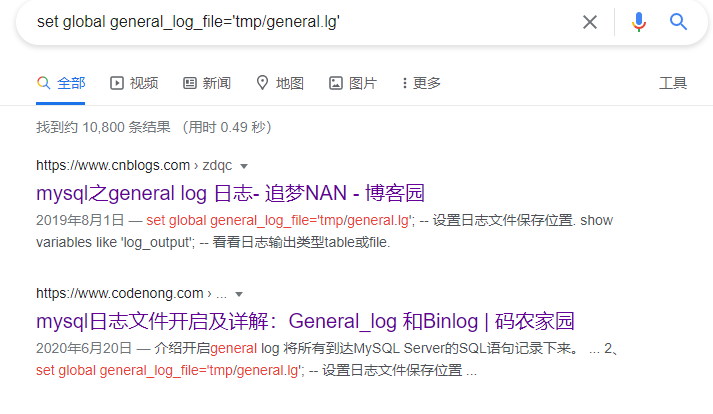 set global general_log_file='tmp/general.lg'
全部 视频 新闻 地图 图片 更多 工具
找到约 10,800 条结果 （用时 0.49 秒）
https://www.cnblogs.com › zdqc
mysql之general log 日志- 追梦NAN - 博客园
2019年8月1日 — set global general_log_file='tmp/general.lg'; -- 设置日志文件保存位置. show
variables like 'log_output'; -- 看看日志输出类型table或file.
https://www.codenong.com › ...
mysql日志文件开启及详解：General_log 和Binlog | 码农家园
2020年6月20日 — 介绍开启general log 将所有到达MySQL Server的SQL语句记录下来。 ... 2、
set global general_log_file='tmp/general.lg'; -- 设置日志文件保存位置 ...